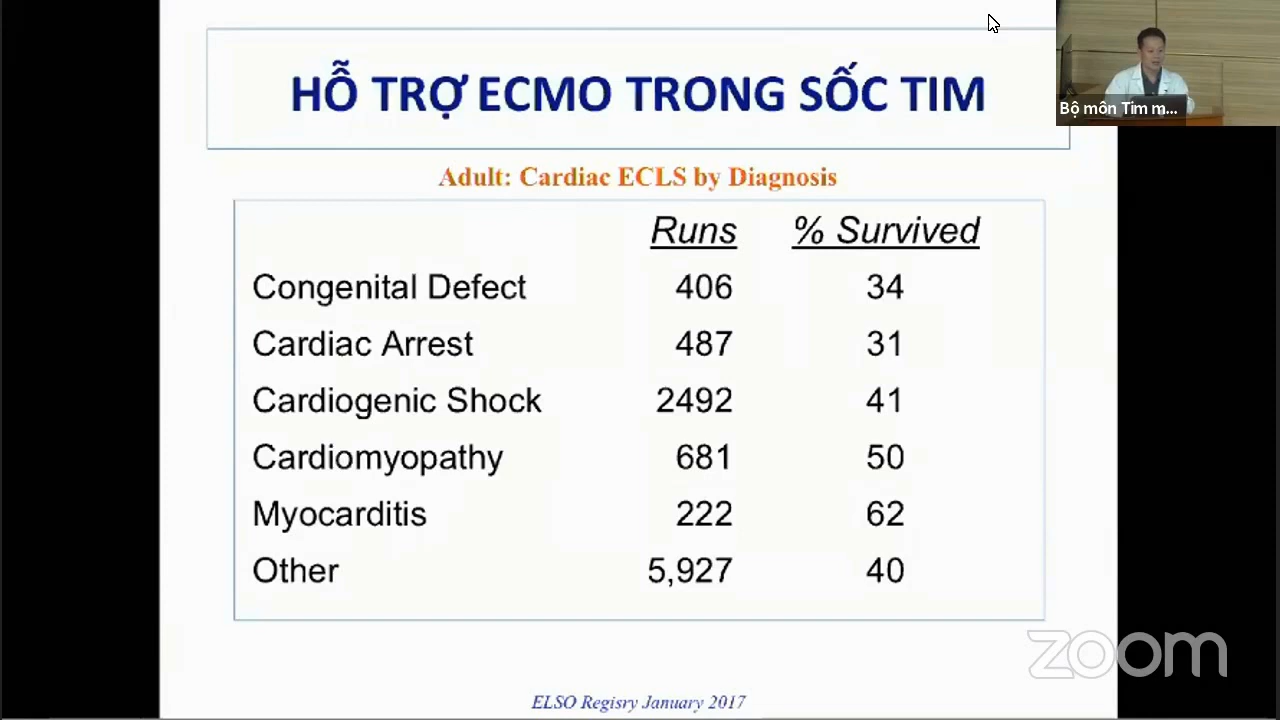 HỖ TRỢ ECMO TRONG SỐC TIM
Bộ môn Tim m...
Adult: Cardiac ECLS by Diagnosis
Runs % Survived
Congenital Defect 406 34
Cardiac Arrest 487 31
Cardiogenic Shock 2492 41
Cardiomyopathy 681 50
Myocarditis 222 62
Other 5,927 40
zoom
ELSO Regisry January 2017